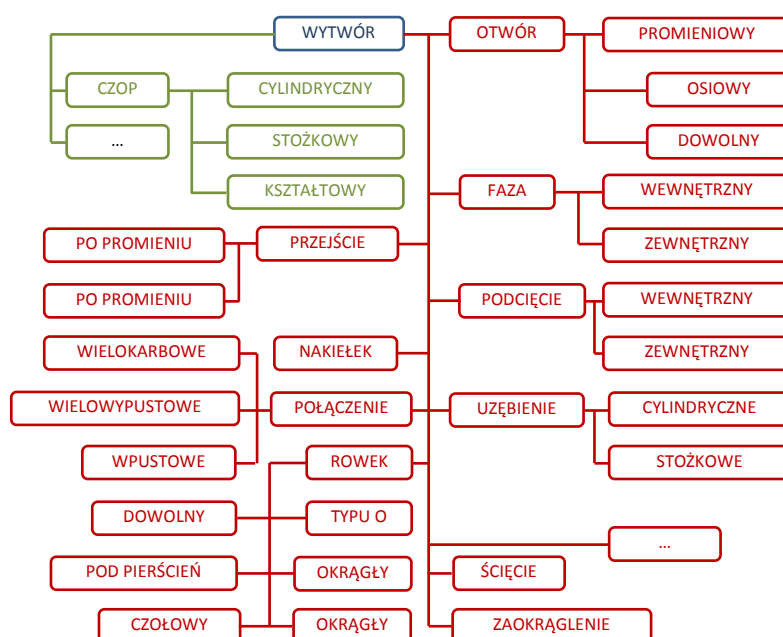 WYTWÓR
OTWÓR
PROMIENIOWY
CZOP
CYLINDRYCZNY
OSIOWY
...
STOŻKOWY
DOWOLNY
KSZTAŁTOWY
FAZA
WEWNĘTRZNY
PO PROMIENIU
PRZEJŚCIE
ZEWNĘTRZNY
PO PROMIENIU
PODCIĘCIE
WEWNĘTRZNY
WIELOKARBOWE
NAKIEŁEK
ZEWNĘTRZNY
WIELOWYPUSTOWE
POŁĄCZENIE
UZĘBIENIE
CYLINDRYCZNE
WPUSTOWE
ROWEK
STOŻKOWE
DOWOLNY
TYPU O
...
POD PIERŚCIEŃ
OKRĄGŁY
ŚCIĘCIE
CZOŁOWY
OKRĄGŁY
ZAOKRĄGLENIE